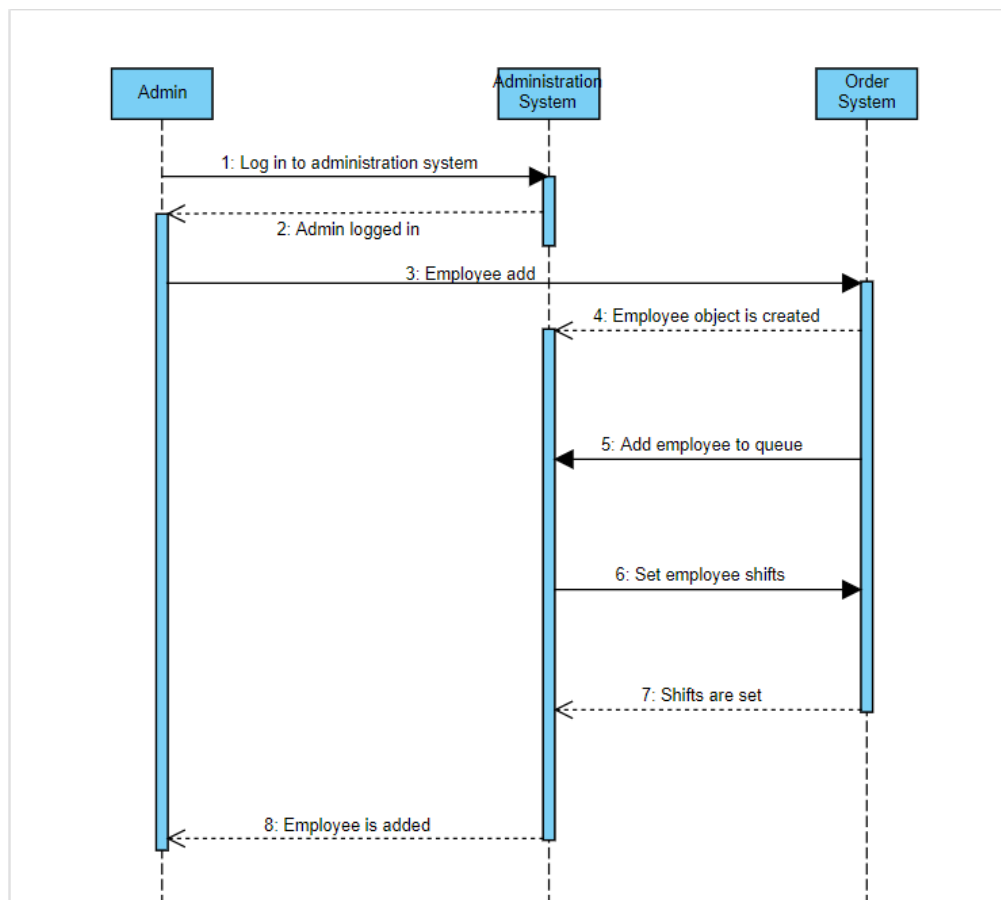 Admin
Administration
System
Order
System
1: Log in to administration system
2: Admin logged in
3: Employee add
4: Employee object is created
5: Add employee to queue
6: Set employee shifts
7: Shifts are set
8: Employee is added